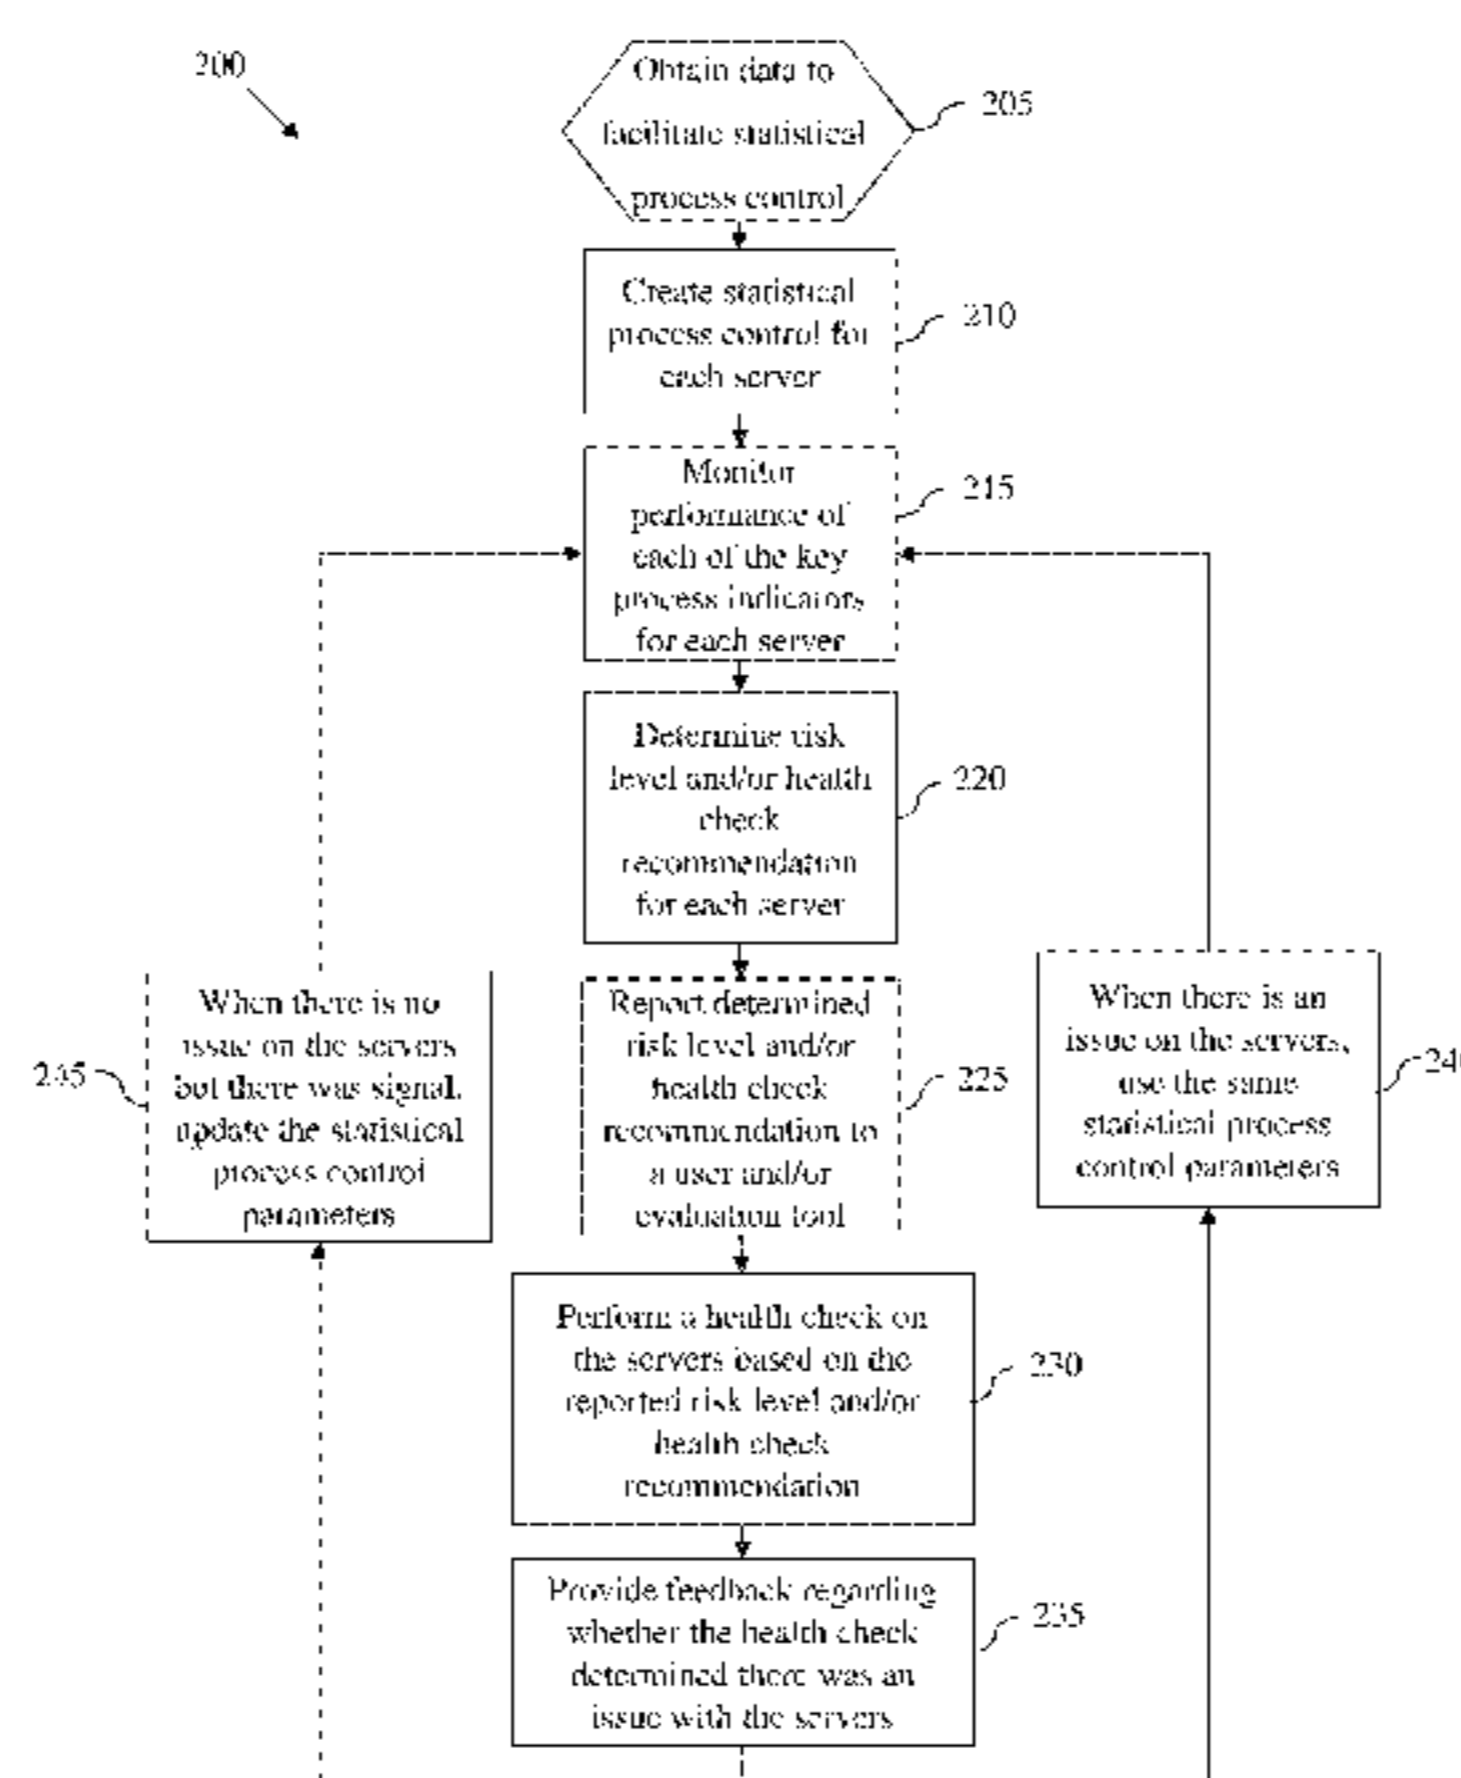 200
Obtain data to
facilitate statistical
process control
205
Create statistical
process control for
each server
210
Monitor
performance of
each of the key
process indicators
for each server
215
Determine risk
level and/or health
check
recommendation
for each server
220
When there is no
issue on the servers
but there was signal,
update the statistical
process control
parameters
245
Report determined
risk level and/or
health check
recommendation to
a user and/or
evaluation tool
225
When there is an
issue on the servers,
use the same
statistical process
control parameters
240
Perform a health check on
the servers based on the
reported risk level and/or
health check
recommendation
230
Provide feedback regarding
whether the health check
determined there was an
issue with the servers
235